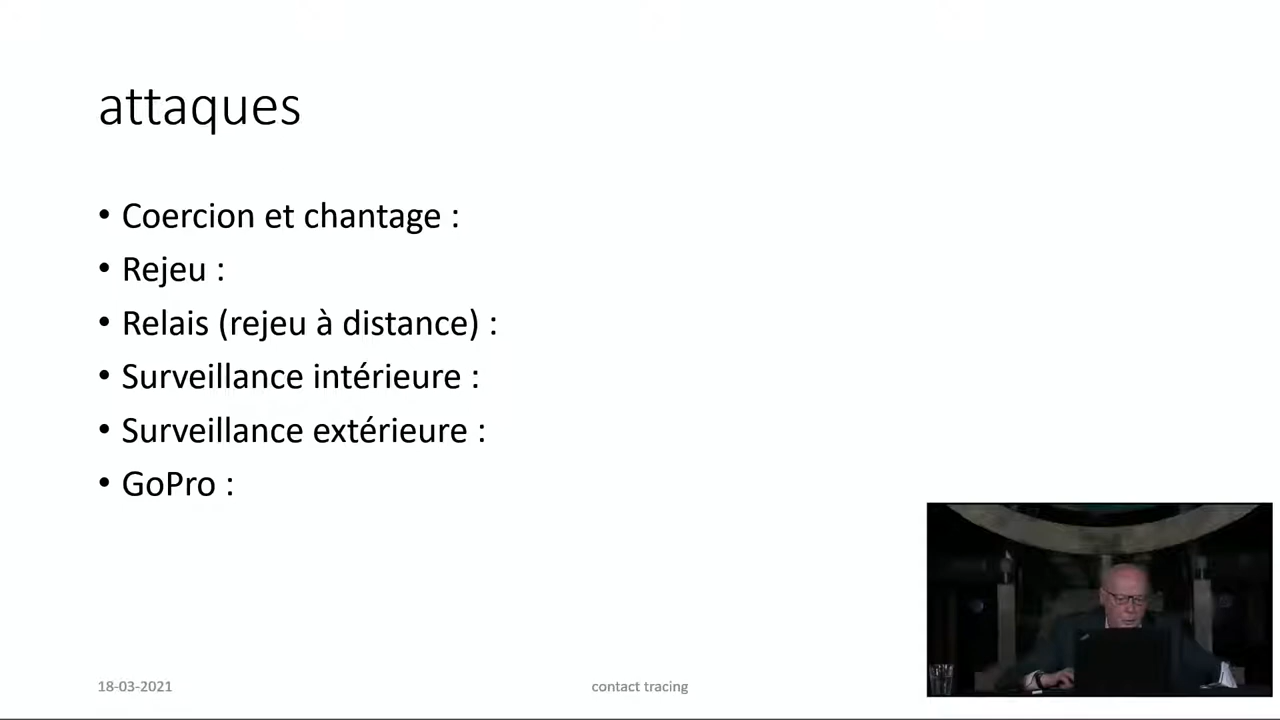 attaques
• Coercion et chantage :
• Rejeu :
• Relais (rejeu à distance) :
• Surveillance intérieure :
• Surveillance extérieure :
• GoPro :
18-03-2021
contact tracing